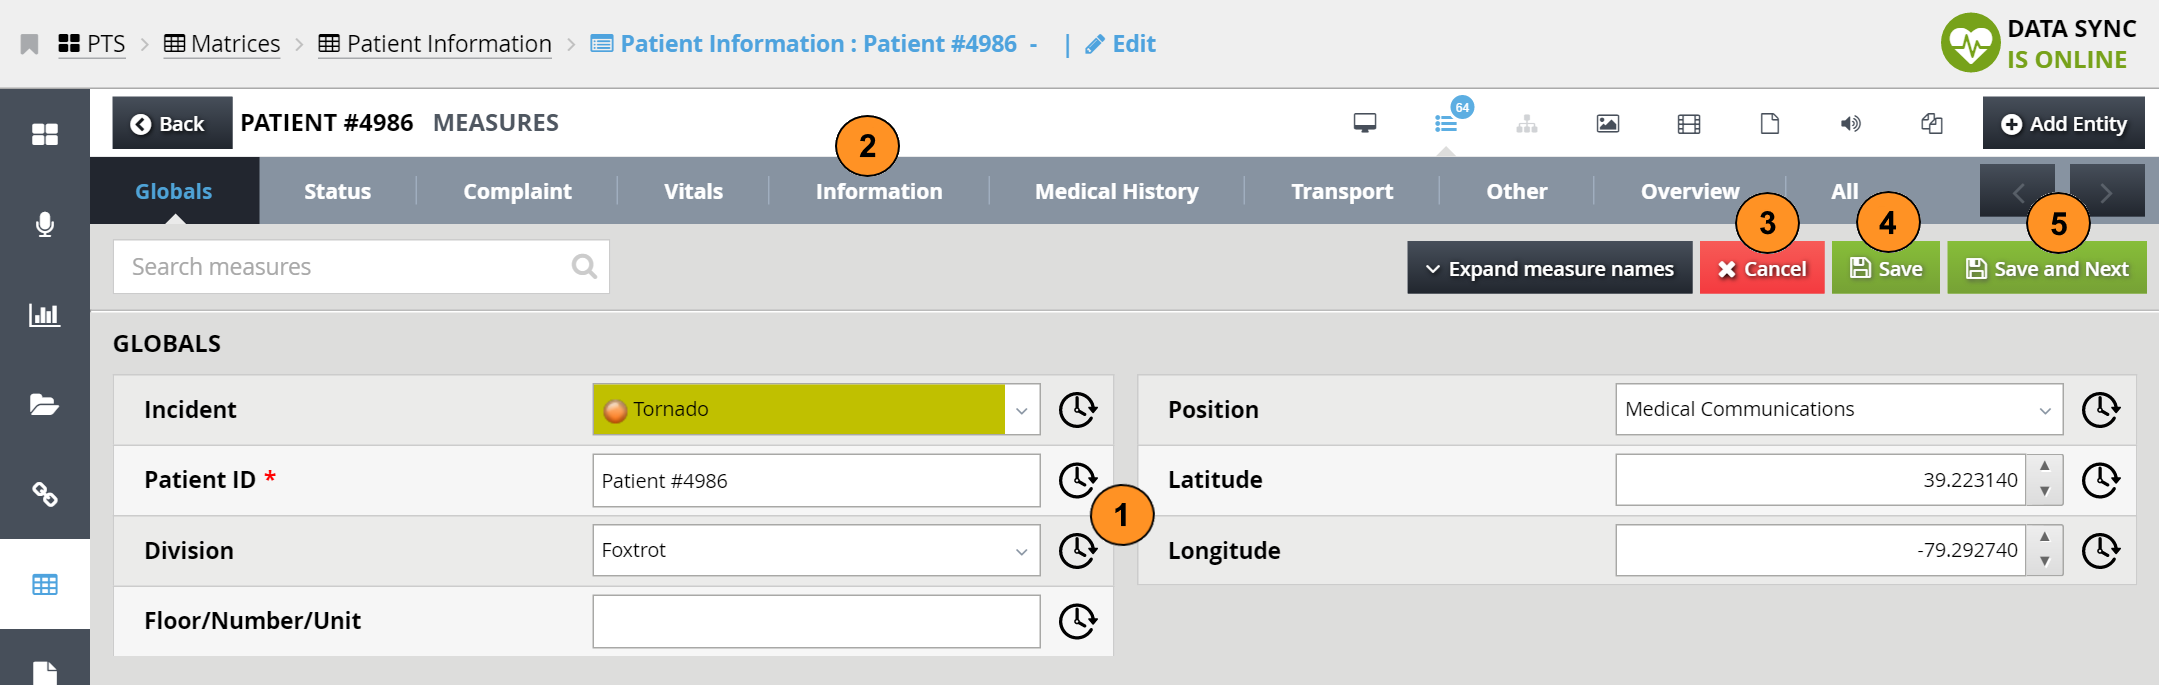 PTS > Matrices > Patient Information > Patient Information : Patient #4986 - | Edit
DATA SYNC
IS ONLINE
Back PATIENT #4986 MEASURES
64
Add Entity
2
Globals Status Complaint Vitals Information Medical History Transport Other Overview All
3 4 5
Search measures
Expand measure names Cancel Save Save and Next
GLOBALS
Incident Tornado
Position Medical Communications
Patient ID * Patient #4986
Latitude 39.223140
1
Division Foxtrot
Longitude -79.292740
Floor/Number/Unit